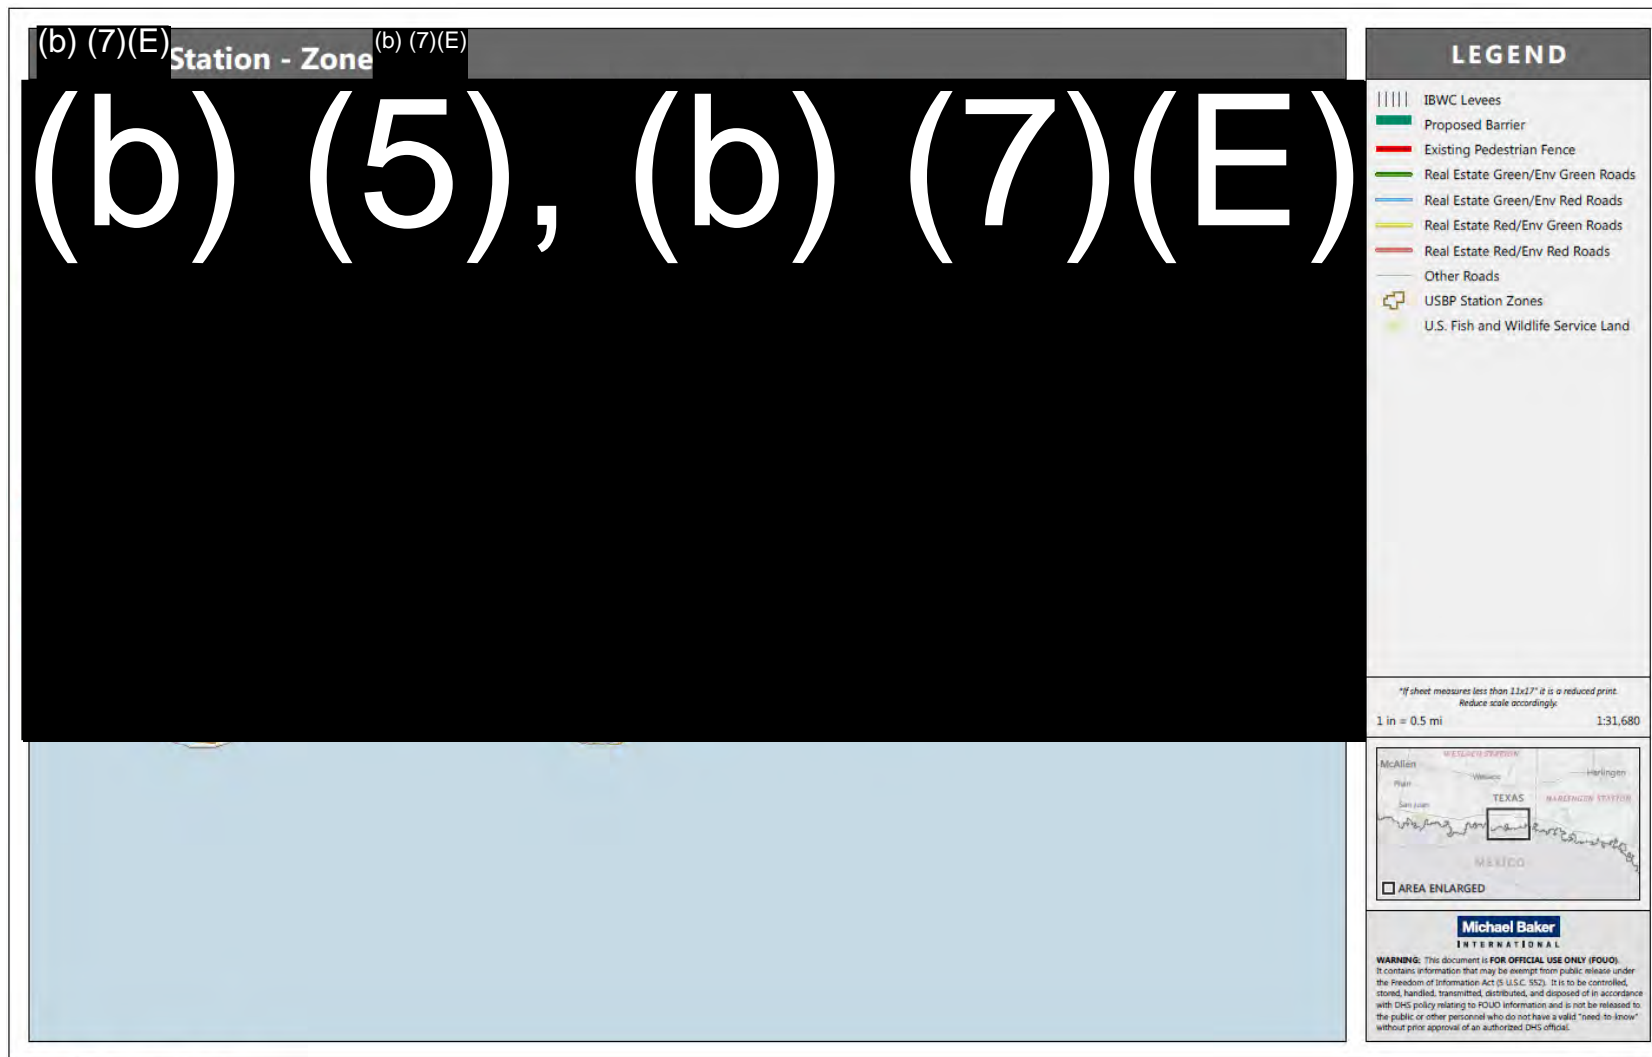 (b) (7)(E) Station - Zone (b) (7)(E)
(b) (5), (b) (7)(E)
LEGEND
IBWC Levees
Proposed Barrier
Existing Pedestrian Fence
Real Estate Green/Env Green Roads
Real Estate Green/Env Red Roads
Real Estate Red/Env Green Roads
Real Estate Red/Env Red Roads
Other Roads
USBP Station Zones
U.S. Fish and Wildlife Service Land
*If sheet measures less than 11x17" it is a reduced print.
Reduce scale accordingly.
1 in = 0.5 mi 1:31,680
WESLACO STATION
McAllen
Weslaco
Harlingen
Pharr
TEXAS
HARLINGEN STATION
San Juan
MEXICO
AREA ENLARGED
Michael Baker
INTERNATIONAL
WARNING: This document is FOR OFFICIAL USE ONLY (FOUO).
It contains information that may be exempt from public release under
the Freedom of Information Act (5 U.S.C. 552). It is to be controlled,
stored, handled, transmitted, distributed, and disposed of in accordance
with DHS policy relating to FOUO information and is not be released to
the public or other personnel who do not have a valid "need-to-know"
without prior approval of an authorized DHS official.